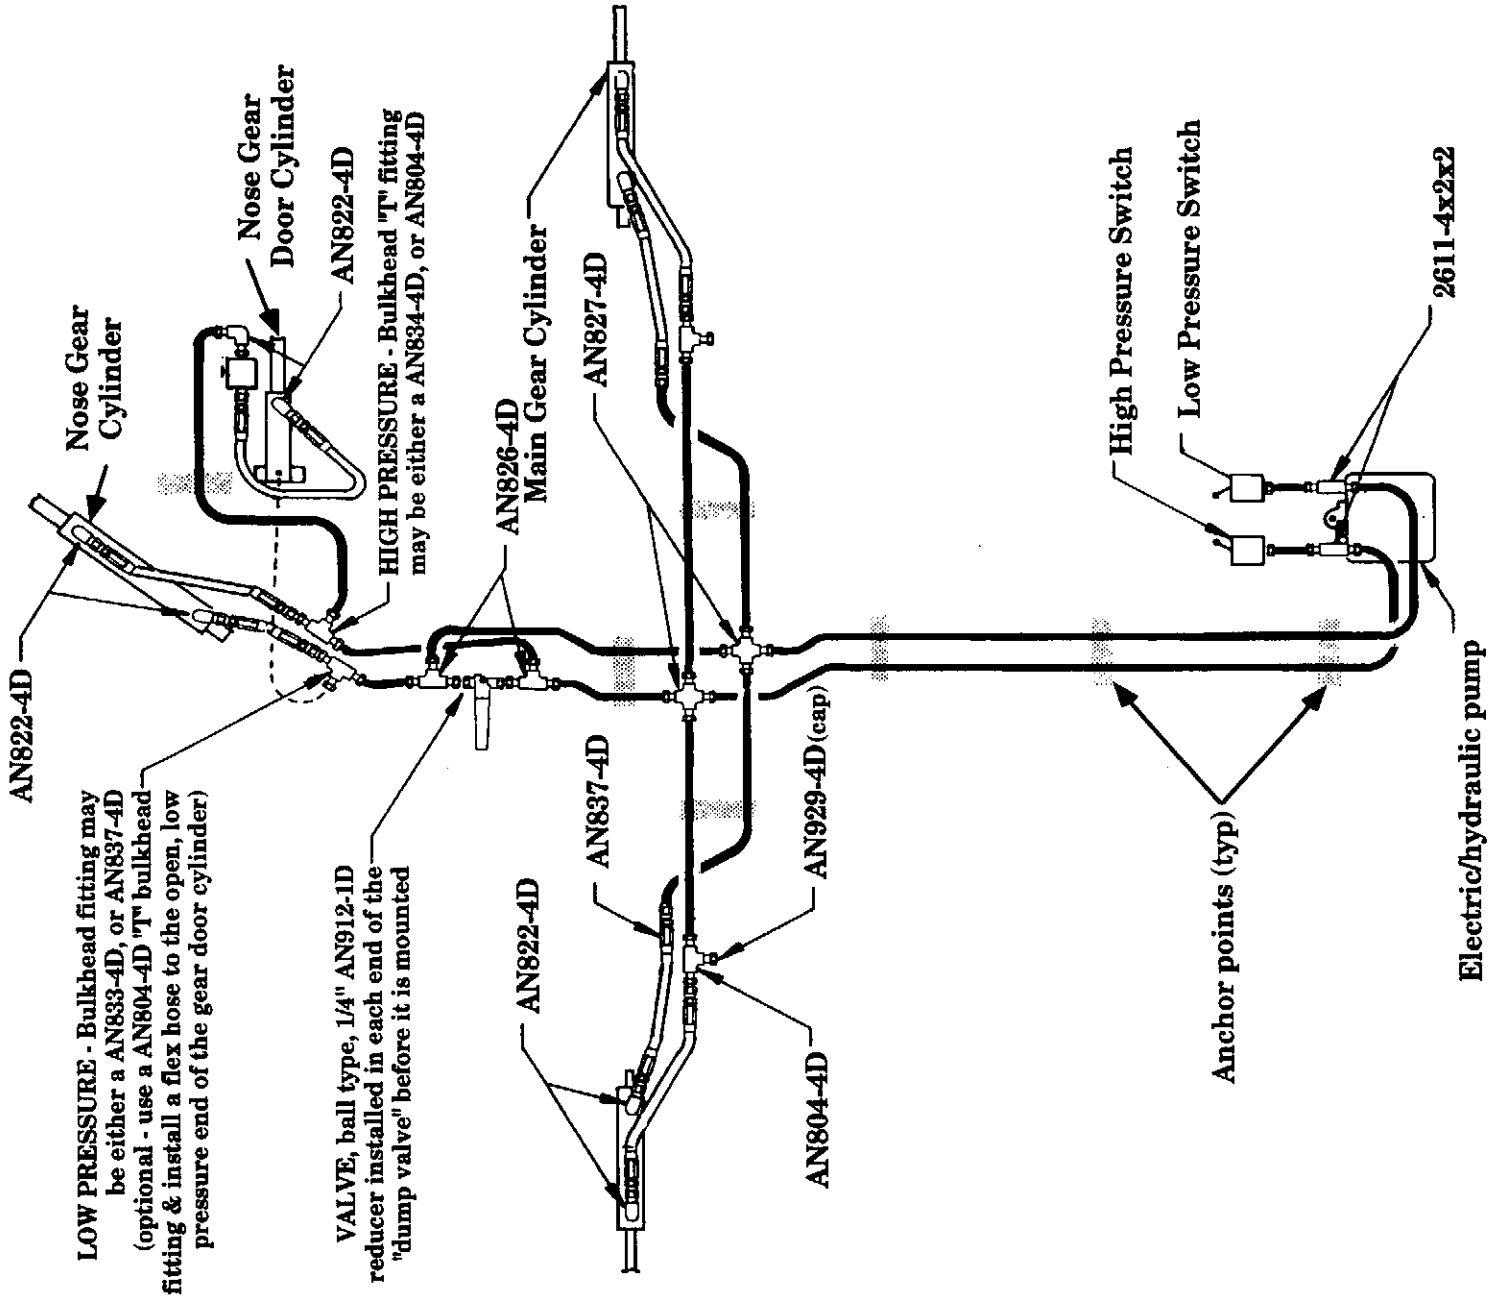 AN822-4D
Nose Gear
Cylinder
Nose Gear
Door Cylinder
AN822-4D
LOW PRESSURE - Bulkhead fitting may
be either a AN833-4D, or AN837-4D
(optional - use a AN804-4D "T" bulkhead
fitting & install a flex hose to the open, low
pressure end of the gear door cylinder)
HIGH PRESSURE - Bulkhead "T" fitting
may be either a AN834-4D, or AN804-4D
VALVE, ball type, 1/4" AN912-1D
reducer installed in each end of the
"dump valve" before it is mounted
AN826-4D
Main Gear Cylinder
AN822-4D
AN837-4D
AN827-4D
AN804-4D
AN929-4D(cap)
High Pressure Switch
Low Pressure Switch
Anchor points (typ)
2611-4x2x2
Electric/hydraulic pump